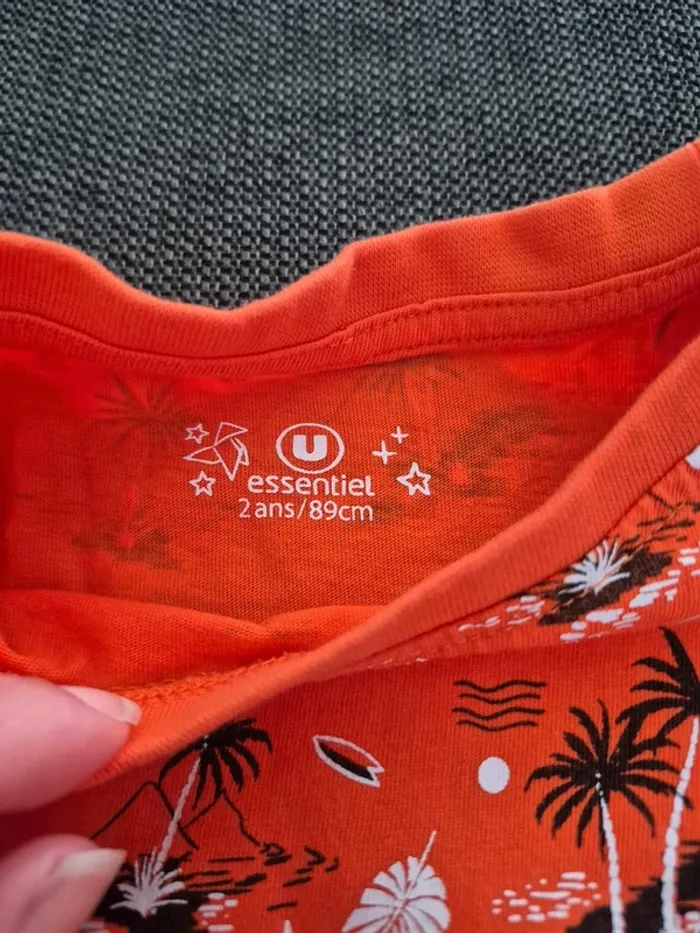 U
essentiel
2 ans/89cm